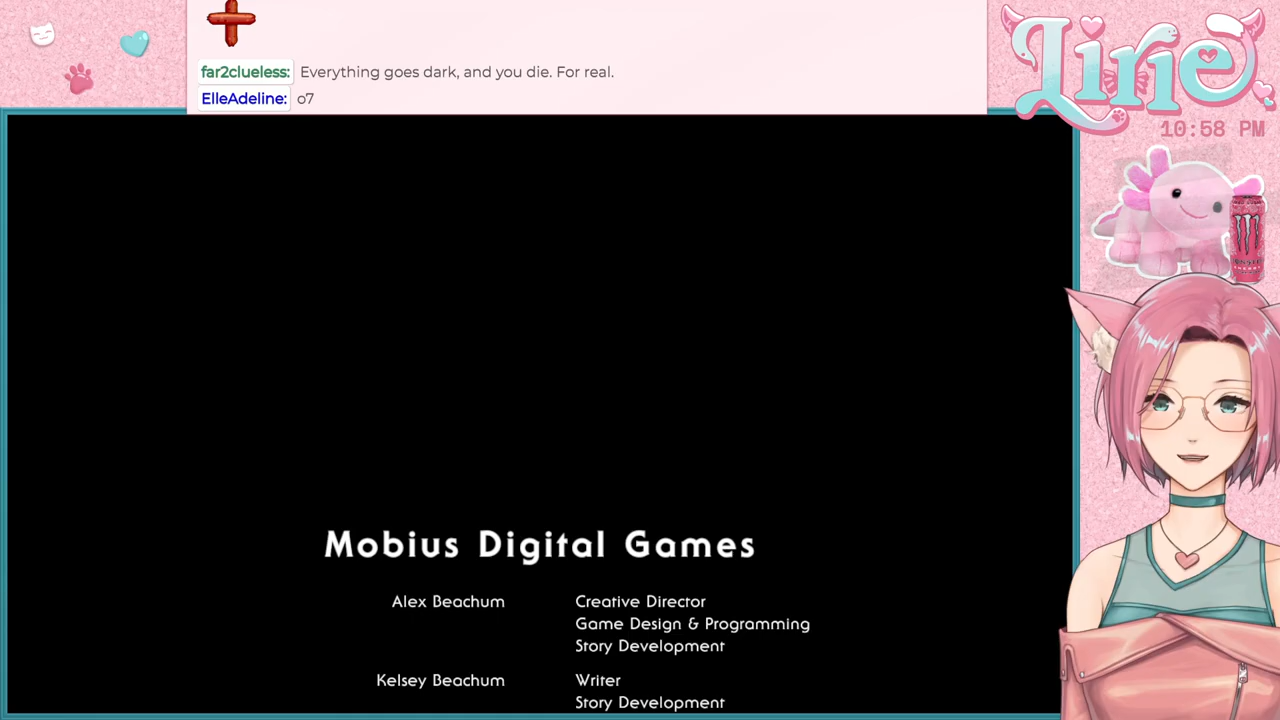 far2clueless: Everything goes dark, and you die. For real.
ElleAdeline: o7
Lirie
10:58 PM
Mobius Digital Games
Alex Beachum Creative Director
Game Design & Programming
Story Development
Kelsey Beachum Writer
Story Development